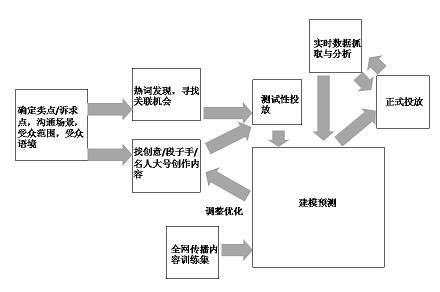 实时数据抓
取与分析
热词发现，寻找
关联机会
测试性投
放
正式投放
确定卖点/诉求
点，沟通场景，
受众范围，受众
语境
找创意/段子手/
名人大号创作内
容
建模预测
调整优化
全网传播内
容训练集